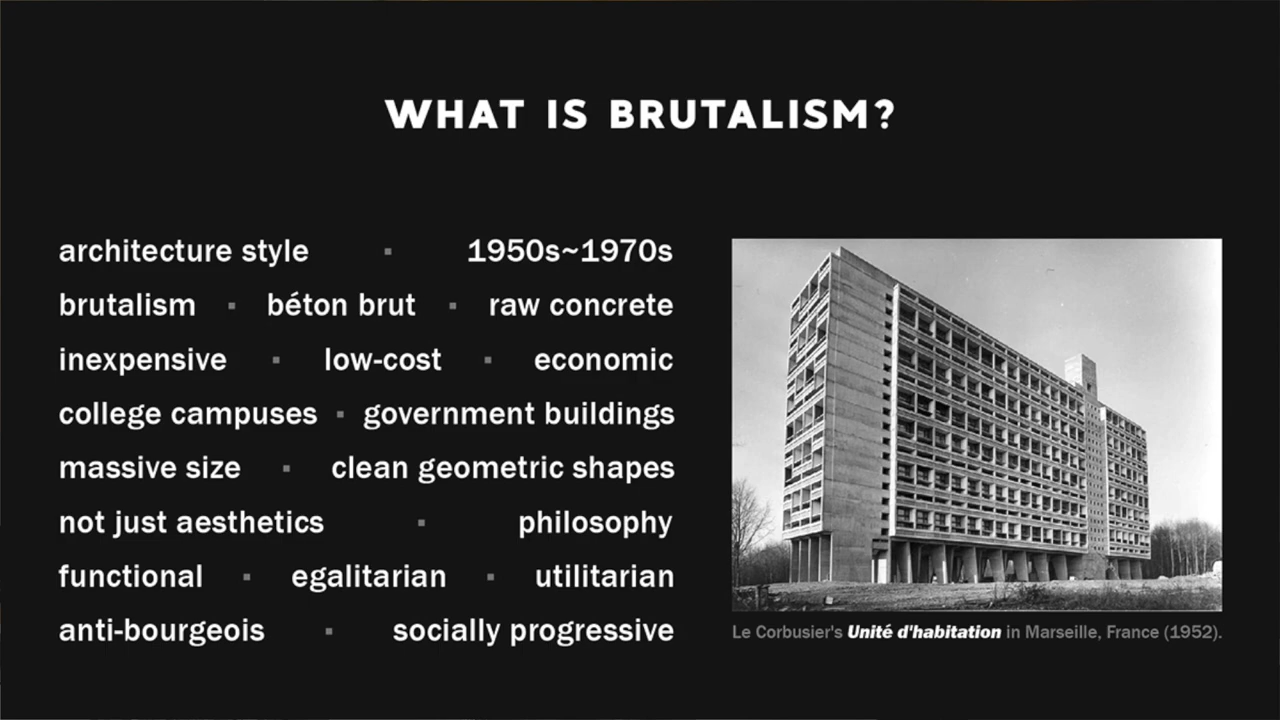 WHAT IS BRUTALISM?
architecture style ▪ 1950s~1970s
brutalism ▪ béton brut ▪ raw concrete
inexpensive ▪ low-cost ▪ economic
college campuses ▪ government buildings
massive size ▪ clean geometric shapes
not just aesthetics ▪ philosophy
functional ▪ egalitarian ▪ utilitarian
anti-bourgeois ▪ socially progressive
Le Corbusier's Unité d'habitation in Marseille, France (1952).